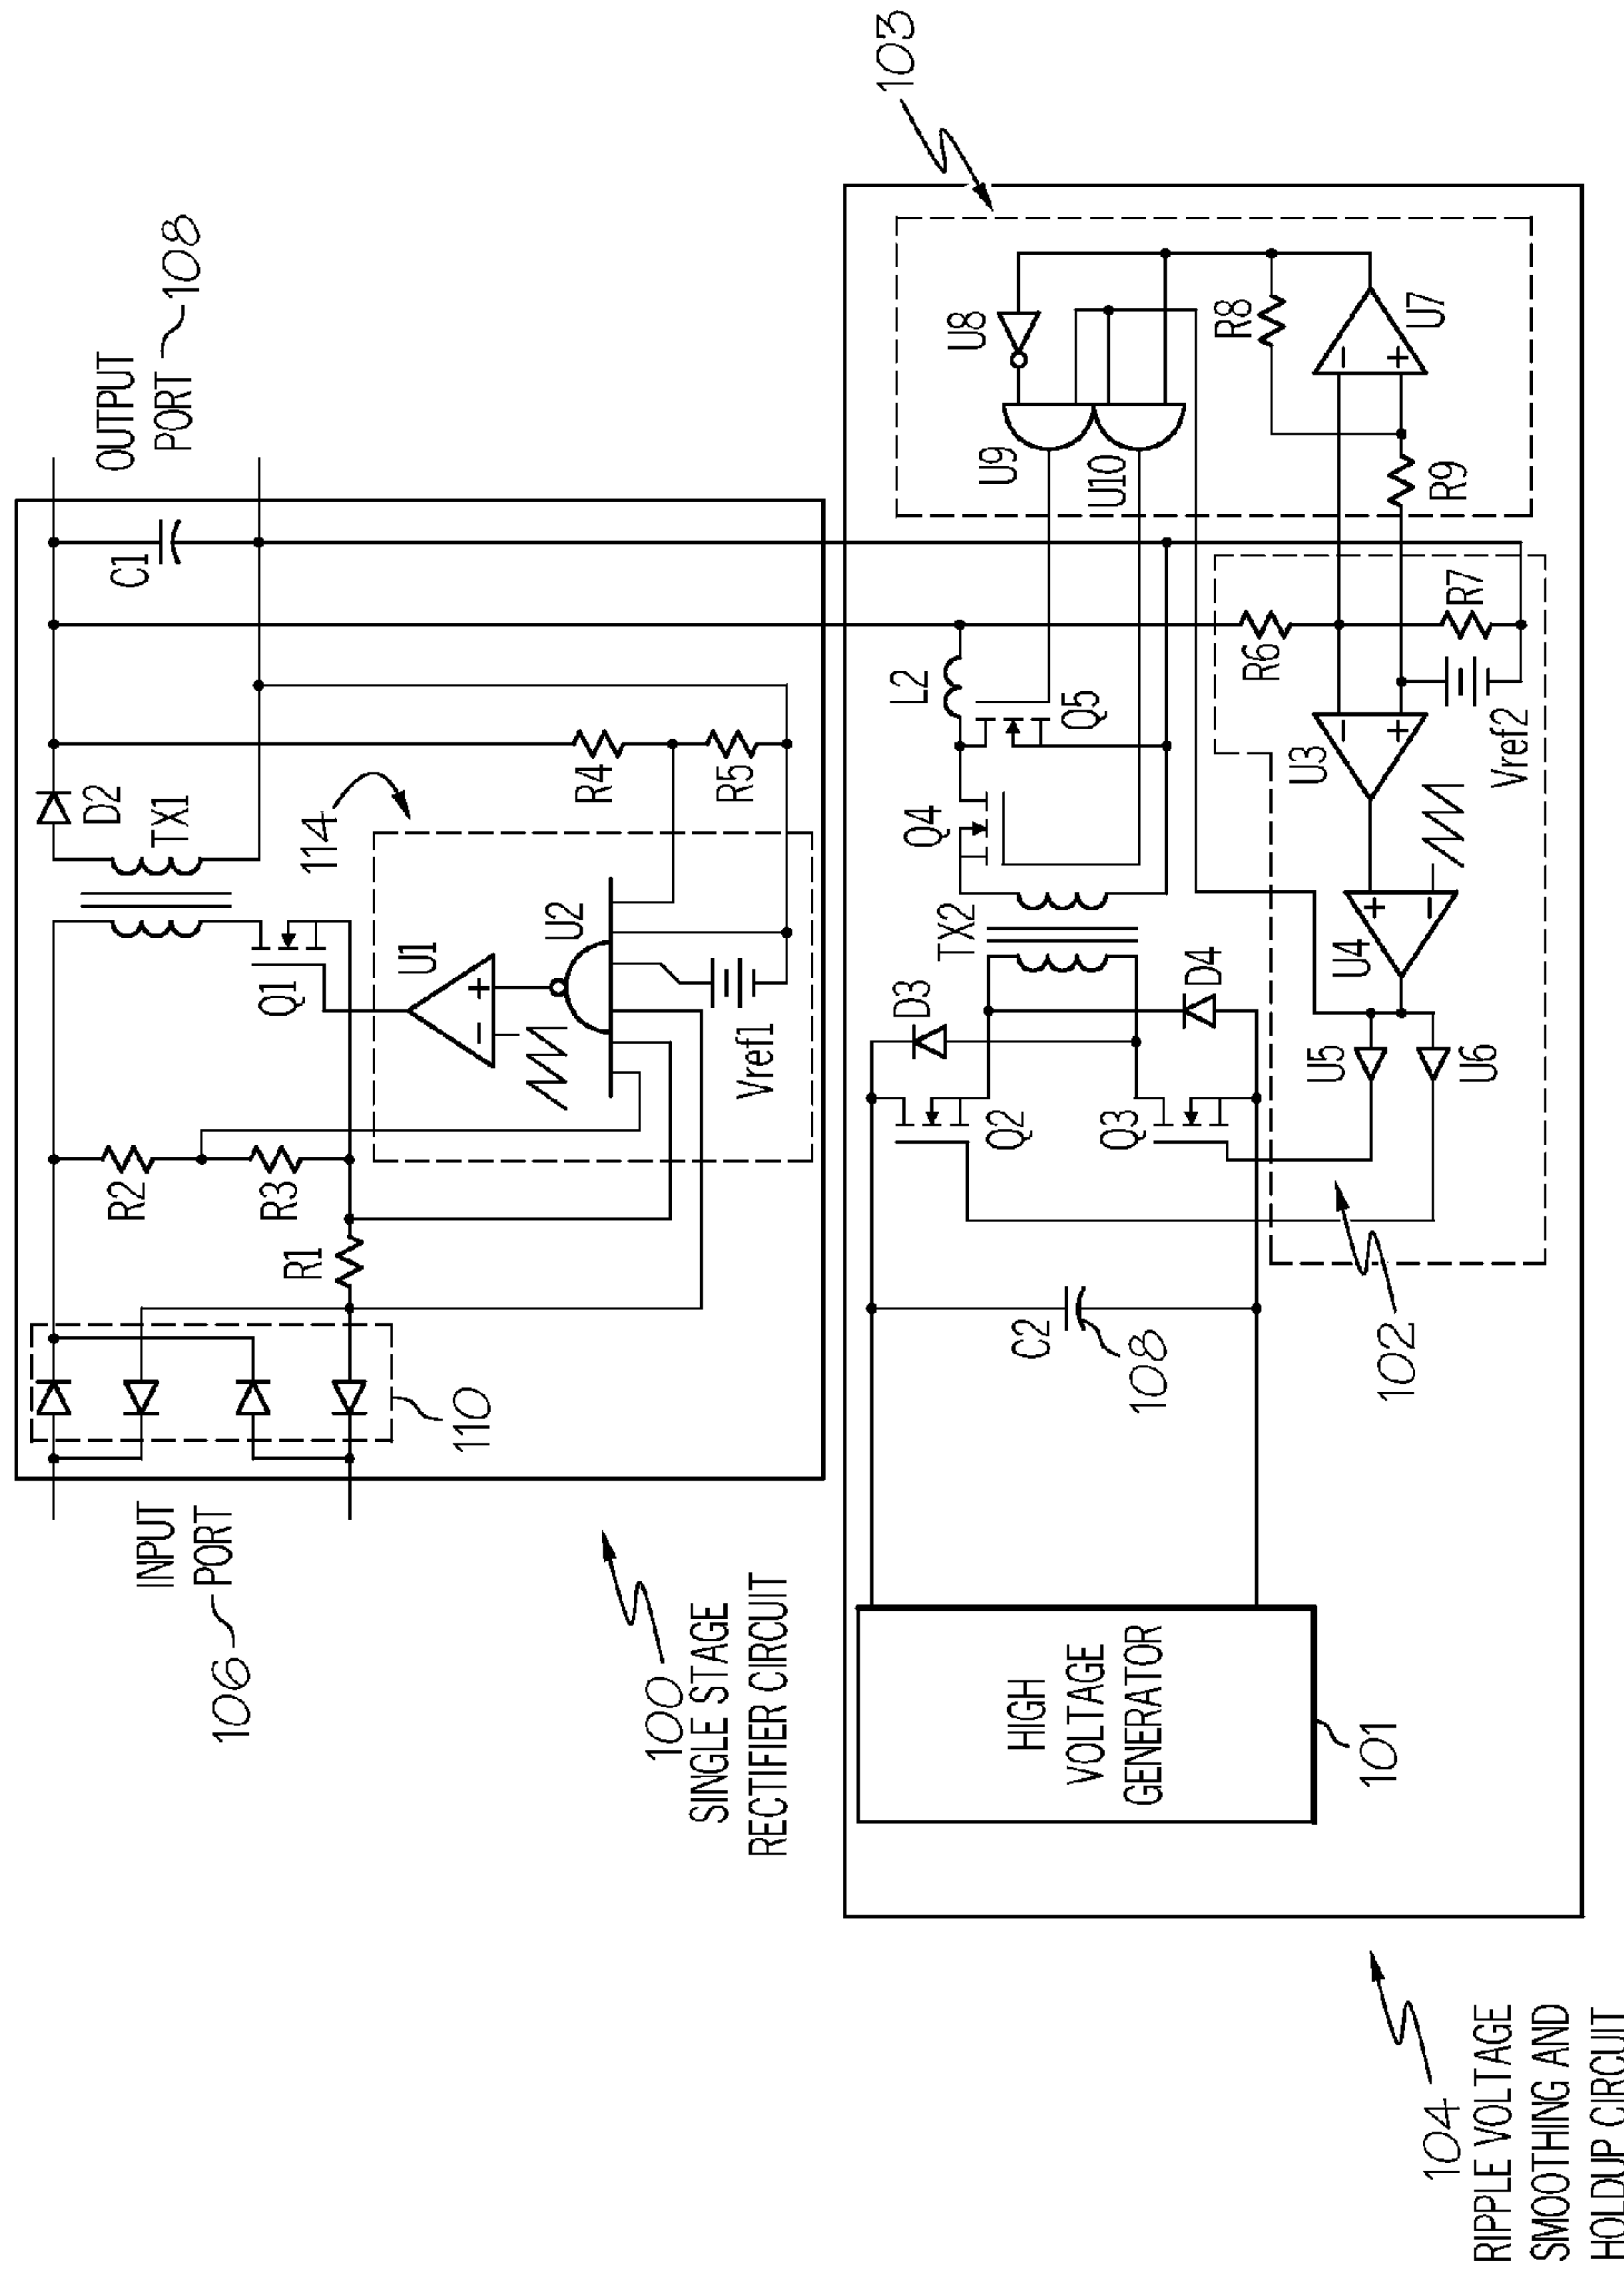 INPUT
PORT
106
OUTPUT
PORT
108
110
R1
R2
R3
Q1
TX1
D2
C1
114
U1
U2
Vref1
R4
R5
100
SINGLE STAGE
RECTIFIER CIRCUIT
HIGH
VOLTAGE
GENERATOR
101
C2
108
Q2
D3
Q3
D4
TX2
Q4
L2
Q5
103
U8
U9
U10
R8
U7
R9
R6
R7
Vref2
U3
U4
U5
U6
102
104
RIPPLE VOLTAGE
SMOOTHING AND
HOLDUP CIRCUIT